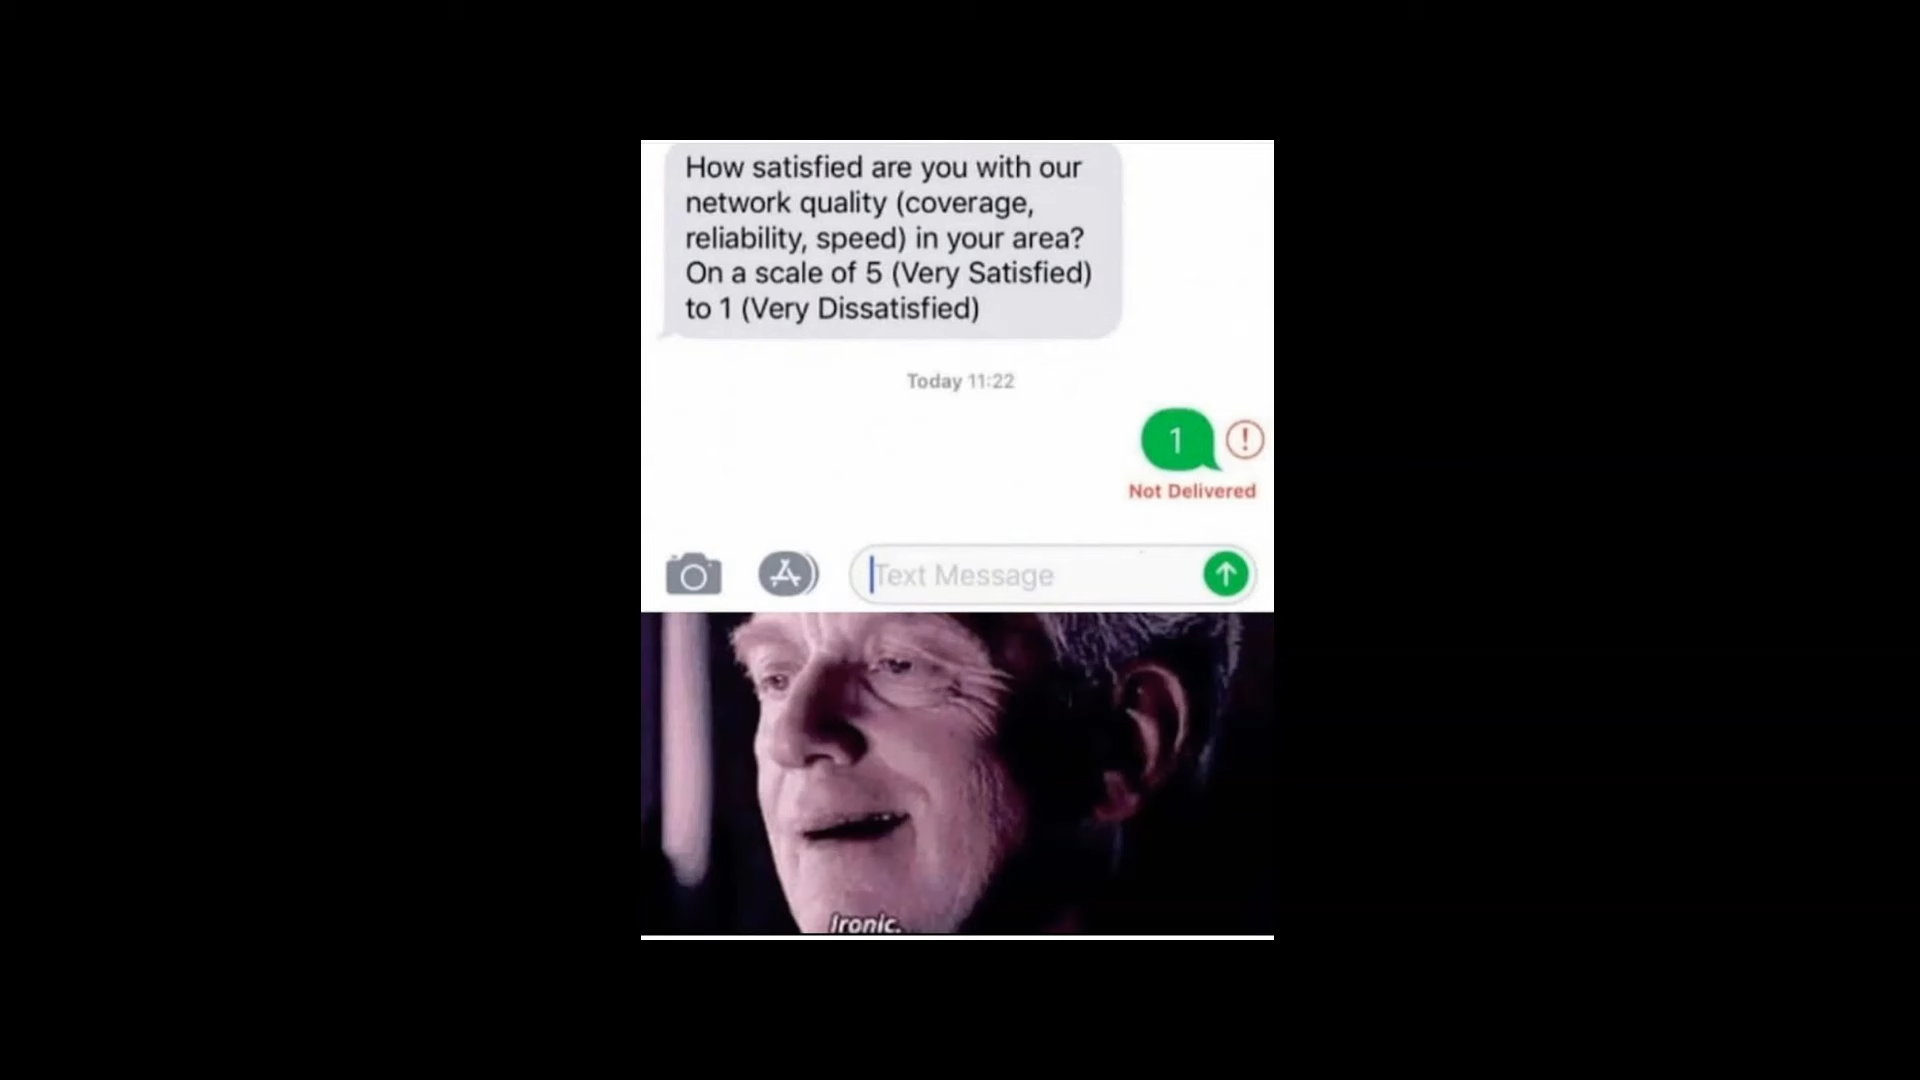 How satisfied are you with our
network quality (coverage,
reliability, speed) in your area?
On a scale of 5 (Very Satisfied)
to 1 (Very Dissatisfied)
Today 11:22
1
!
Not Delivered
Text Message
Ironic.